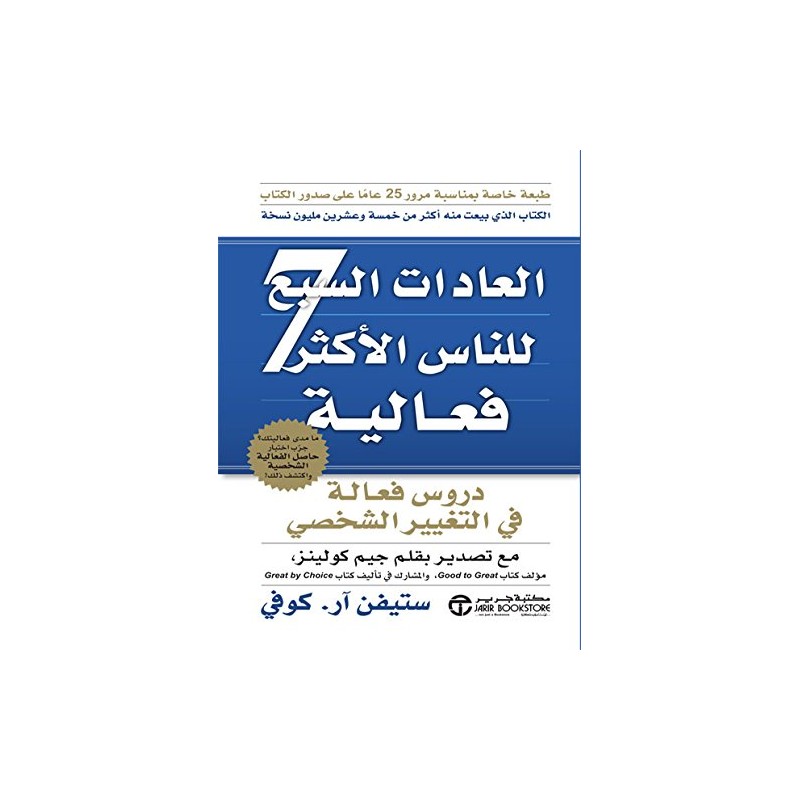 طبعة خاصة بمناسبة مرور 25 عامًا على صدور الكتاب
الكتاب الذي بيعت منه أكثر من خمسة وعشرين مليون نسخة
العادات السبع
7
للناس الأكثر
فعالية
ما مدى فعاليتك؟
جرّب اختبار
حاصل الفعالية
الشخصية
واكتشف ذلك!
دروس فعالة
في التغيير الشخصي
مع تصدير بقلم جيم كولينز،
مؤلف كتاب Good to Great، والمشارك في تأليف كتاب Great by Choice
ستيفن آر. كوفي
مكتبة جرير
JARIR BOOKSTORE